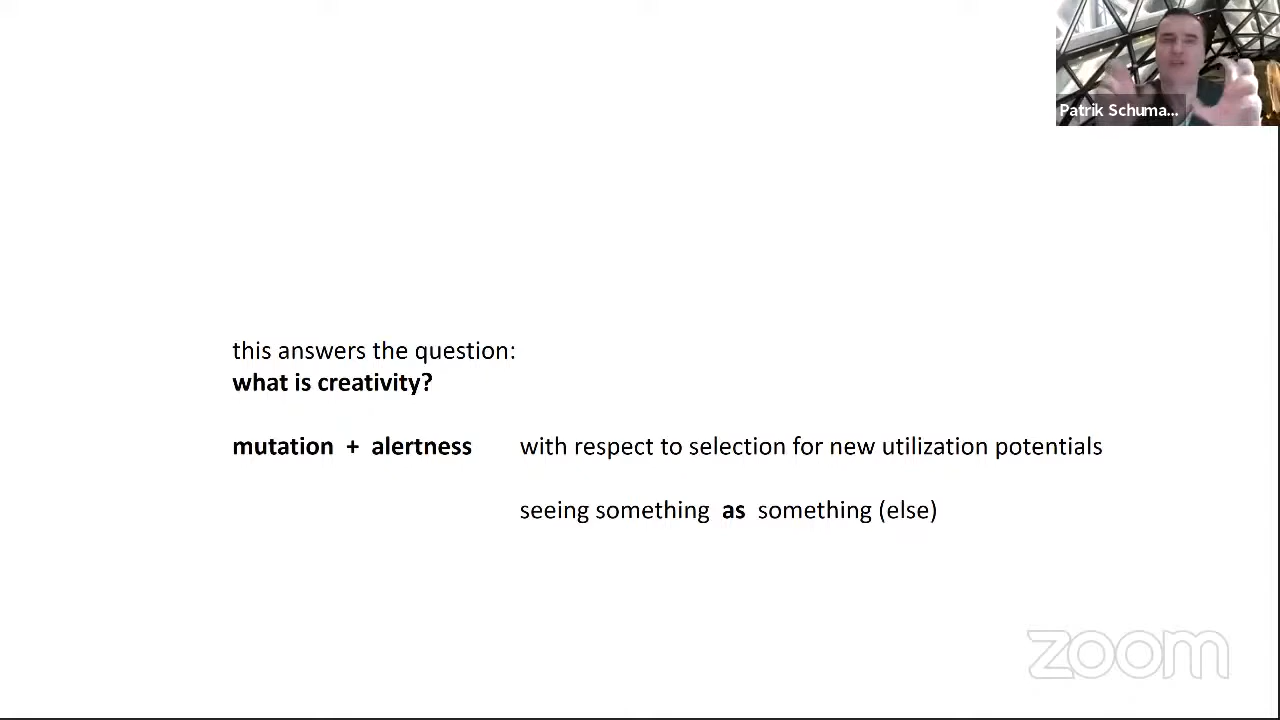 Patrik Schuma...
this answers the question:
what is creativity?
mutation + alertness with respect to selection for new utilization potentials
seeing something as something (else)
zoom